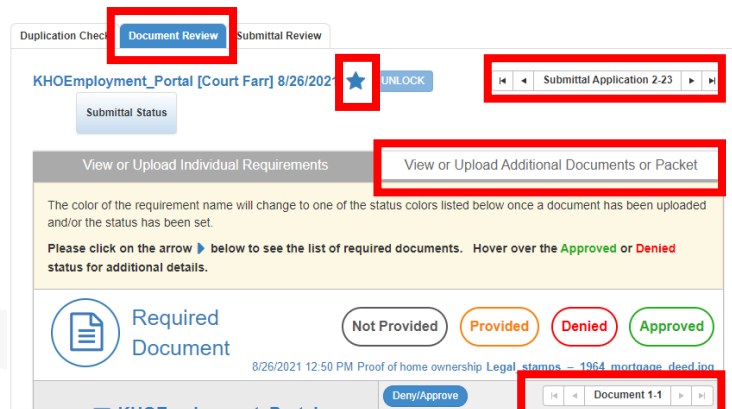 Duplication Check Document Review Submittal Review
KHOEmployment_Portal [Court Farr] 8/26/2021 UNLOCK Submittal Application 2-23
Submittal Status
View or Upload Individual Requirements View or Upload Additional Documents or Packet
The color of the requirement name will change to one of the status colors listed below once a document has been uploaded
and/or the status has been set.
Please click on the arrow below to see the list of required documents. Hover over the Approved or Denied
status for additional details.
Required
Document
Not Provided Provided Denied Approved
8/26/2021 12:50 PM Proof of home ownership Legal_stamps – 1964_mortgage_deed.jpg
Deny/Approve Document 1-1